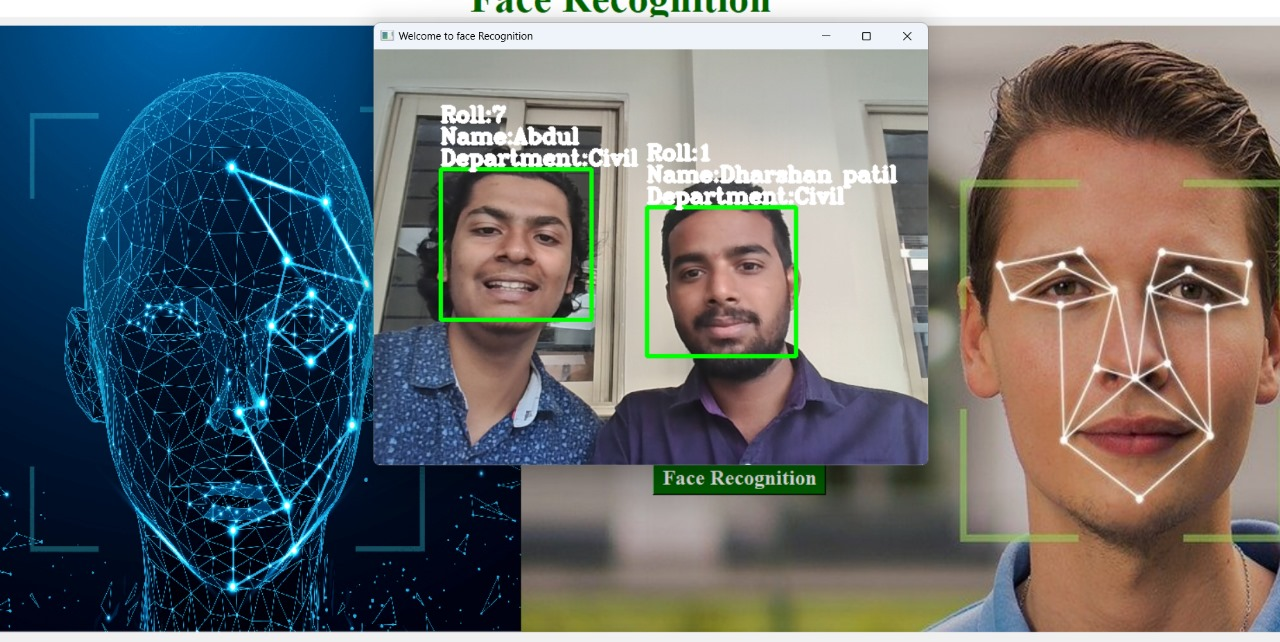 Face Recognition
Welcome to face Recognition
Roll:7
Name:Abdul
Department:Civil
Roll:1
Name:Dharshan patil
Department:Civil
Face Recognition